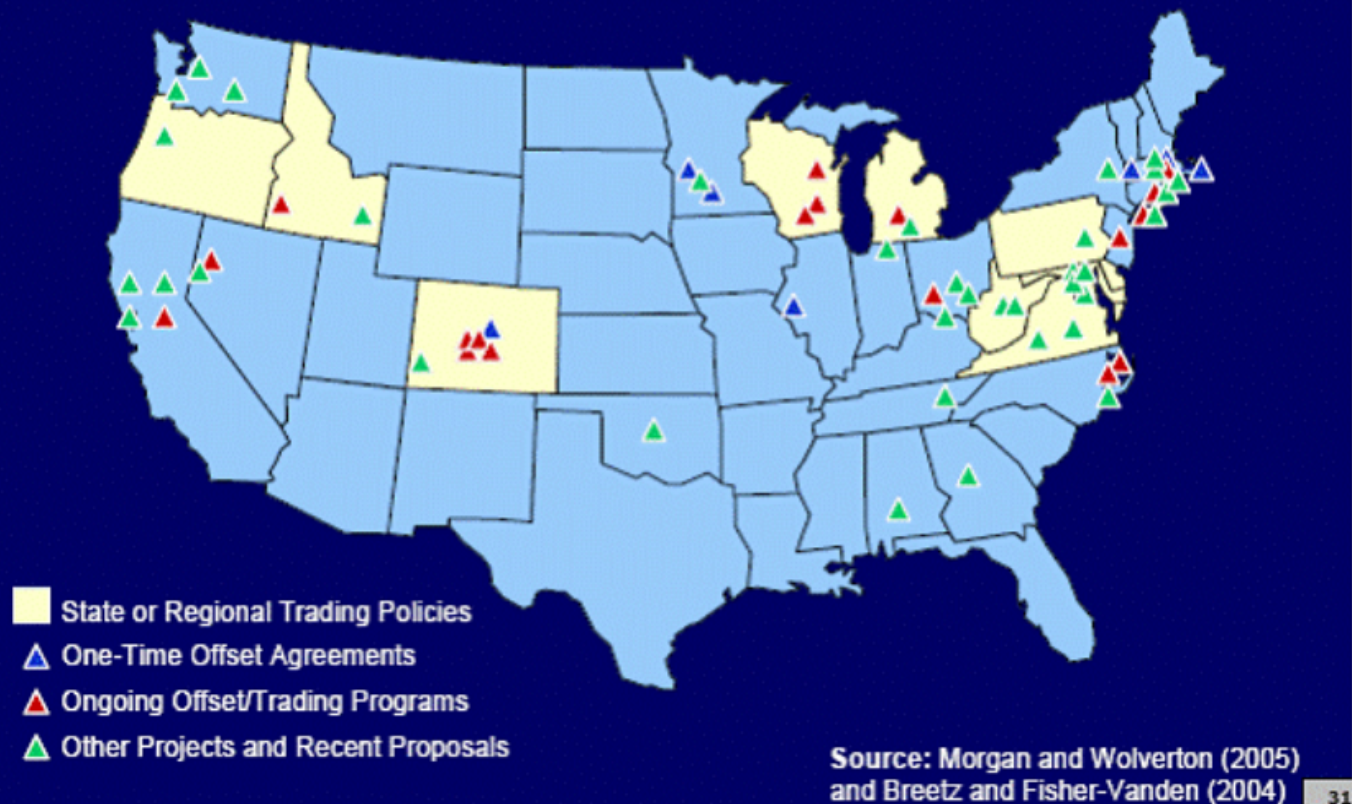 State or Regional Trading Policies
One-Time Offset Agreements
Ongoing Offset/Trading Programs
Other Projects and Recent Proposals
Source: Morgan and Wolverton (2005)
and Breetz and Fisher-Vanden (2004)
31